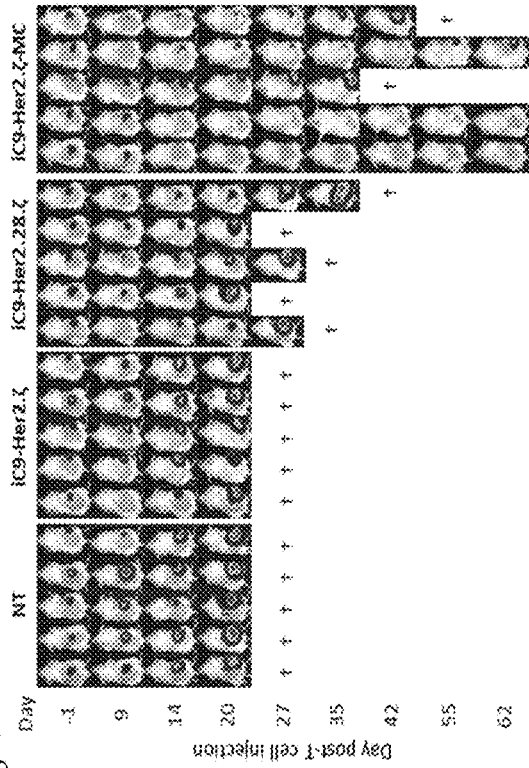 NT
iC9-Her2.ζ
iC9-Her2.28.ζ
iC9-Her2.ζ-MC
Day
-1
9
14
20
27
† † † † † † † † † † † †
35
† †
42
† †
55
†
62
Day post-T cell injection